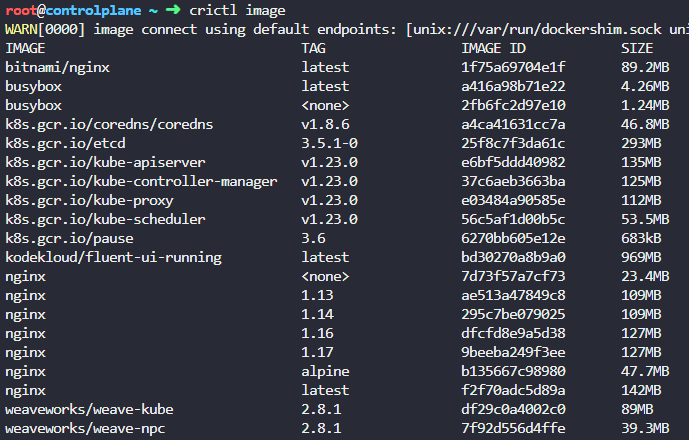 root@controlplane ~ ➜ crictl image
WARN[0000] image connect using default endpoints: [unix:///var/run/dockershim.sock uni
IMAGE TAG IMAGE ID SIZE
bitnami/nginx latest 1f75a69704e1f 89.2MB
busybox latest a416a98b71e22 4.26MB
busybox <none> 2fb6fc2d97e10 1.24MB
k8s.gcr.io/coredns/coredns v1.8.6 a4ca41631cc7a 46.8MB
k8s.gcr.io/etcd 3.5.1-0 25f8c7f3da61c 293MB
k8s.gcr.io/kube-apiserver v1.23.0 e6bf5ddd40982 135MB
k8s.gcr.io/kube-controller-manager v1.23.0 37c6aeb3663ba 125MB
k8s.gcr.io/kube-proxy v1.23.0 e03484a90585e 112MB
k8s.gcr.io/kube-scheduler v1.23.0 56c5af1d00b5c 53.5MB
k8s.gcr.io/pause 3.6 6270bb605e12e 683kB
kodekloud/fluent-ui-running latest bd30270a8b9a0 969MB
nginx <none> 7d73f57a7cf73 23.4MB
nginx 1.13 ae513a47849c8 109MB
nginx 1.14 295c7be079025 109MB
nginx 1.16 dfcfd8e9a5d38 127MB
nginx 1.17 9beeba249f3ee 127MB
nginx alpine b135667c98980 47.7MB
nginx latest f2f70adc5d89a 142MB
weaveworks/weave-kube 2.8.1 df29c0a4002c0 89MB
weaveworks/weave-npc 2.8.1 7f92d556d4ffe 39.3MB